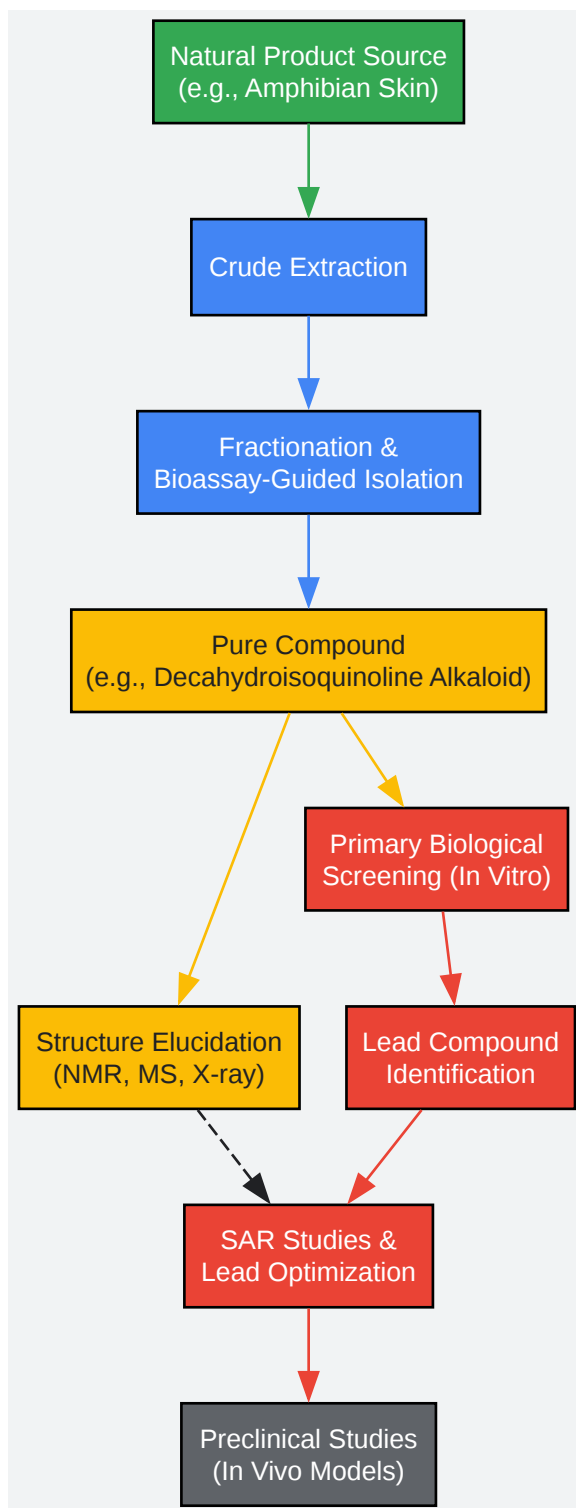 Natural Product Source
(e.g., Amphibian Skin)
Crude Extraction
Fractionation &
Bioassay-Guided Isolation
Pure Compound
(e.g., Decahydroisoquinoline Alkaloid)
Primary Biological
Screening (In Vitro)
Structure Elucidation
(NMR, MS, X-ray)
Lead Compound
Identification
SAR Studies &
Lead Optimization
Preclinical Studies
(In Vivo Models)